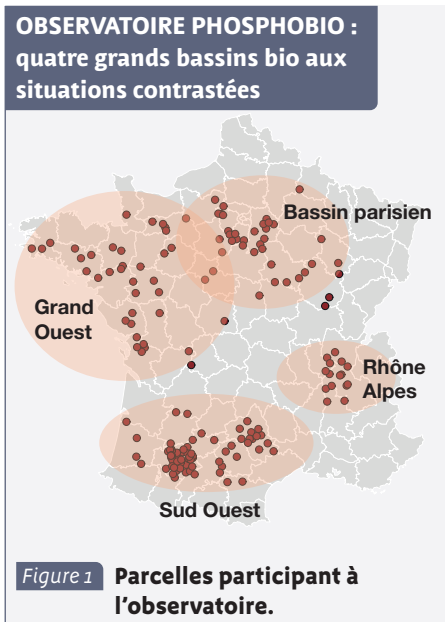 OBSERVATOIRE PHOSPHOBIO :
quatre grands bassins bio aux
situations contrastées
Bassin parisien
Grand
Ouest
Rhône
Alpes
Sud Ouest
Figure 1 Parcelles participant à
l'observatoire.